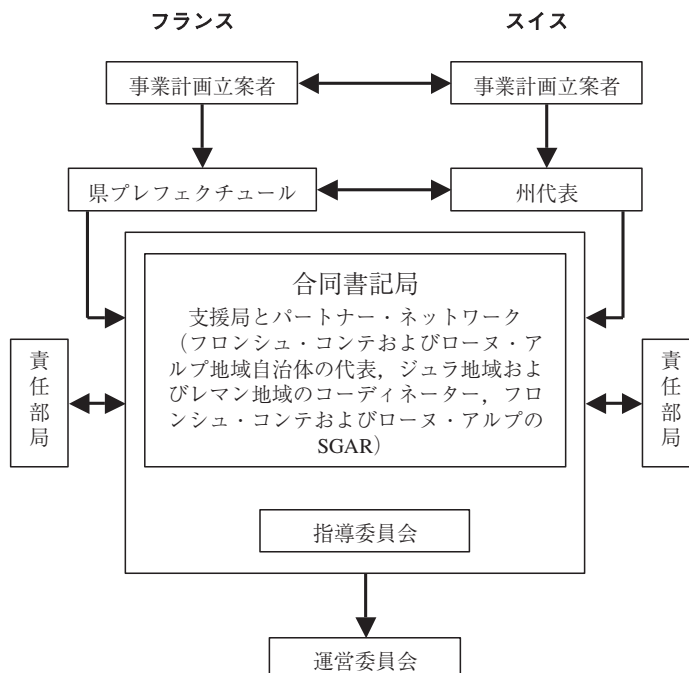 フランス
スイス
事業計画立案者
事業計画立案者
県プレフェクチュール
州代表
合同書記局
支援局とパートナー・ネットワーク
(フロンシュ・コンテおよびローヌ・ア
ルプ地域自治体の代表,ジュラ地域およ
びレマン地域のコーディネーター,フロ
ンシュ・コンテおよびローヌ・アルプの
SGAR)
責任部局
責任部局
指導委員会
運営委員会